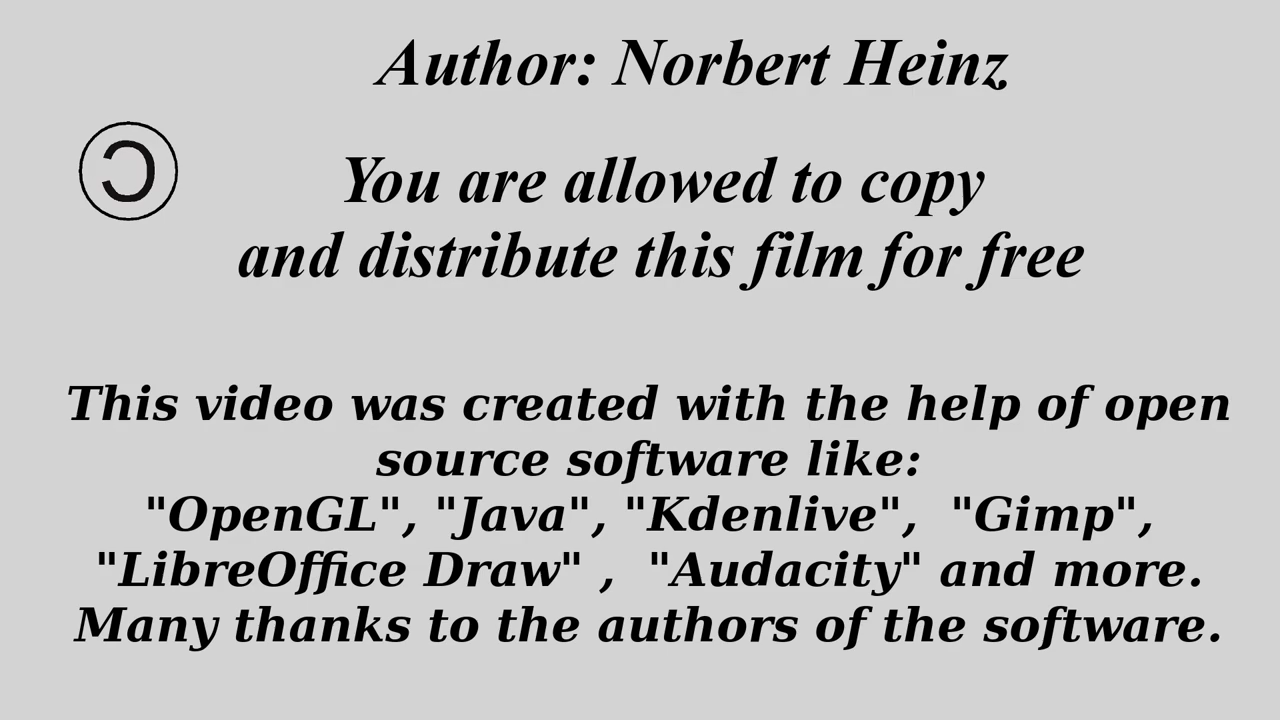 Author: Norbert Heinz
You are allowed to copy
and distribute this film for free
This video was created with the help of open
source software like:
"OpenGL", "Java", "Kdenlive",  "Gimp",
"LibreOffice Draw" ,  "Audacity" and more.
Many thanks to the authors of the software.